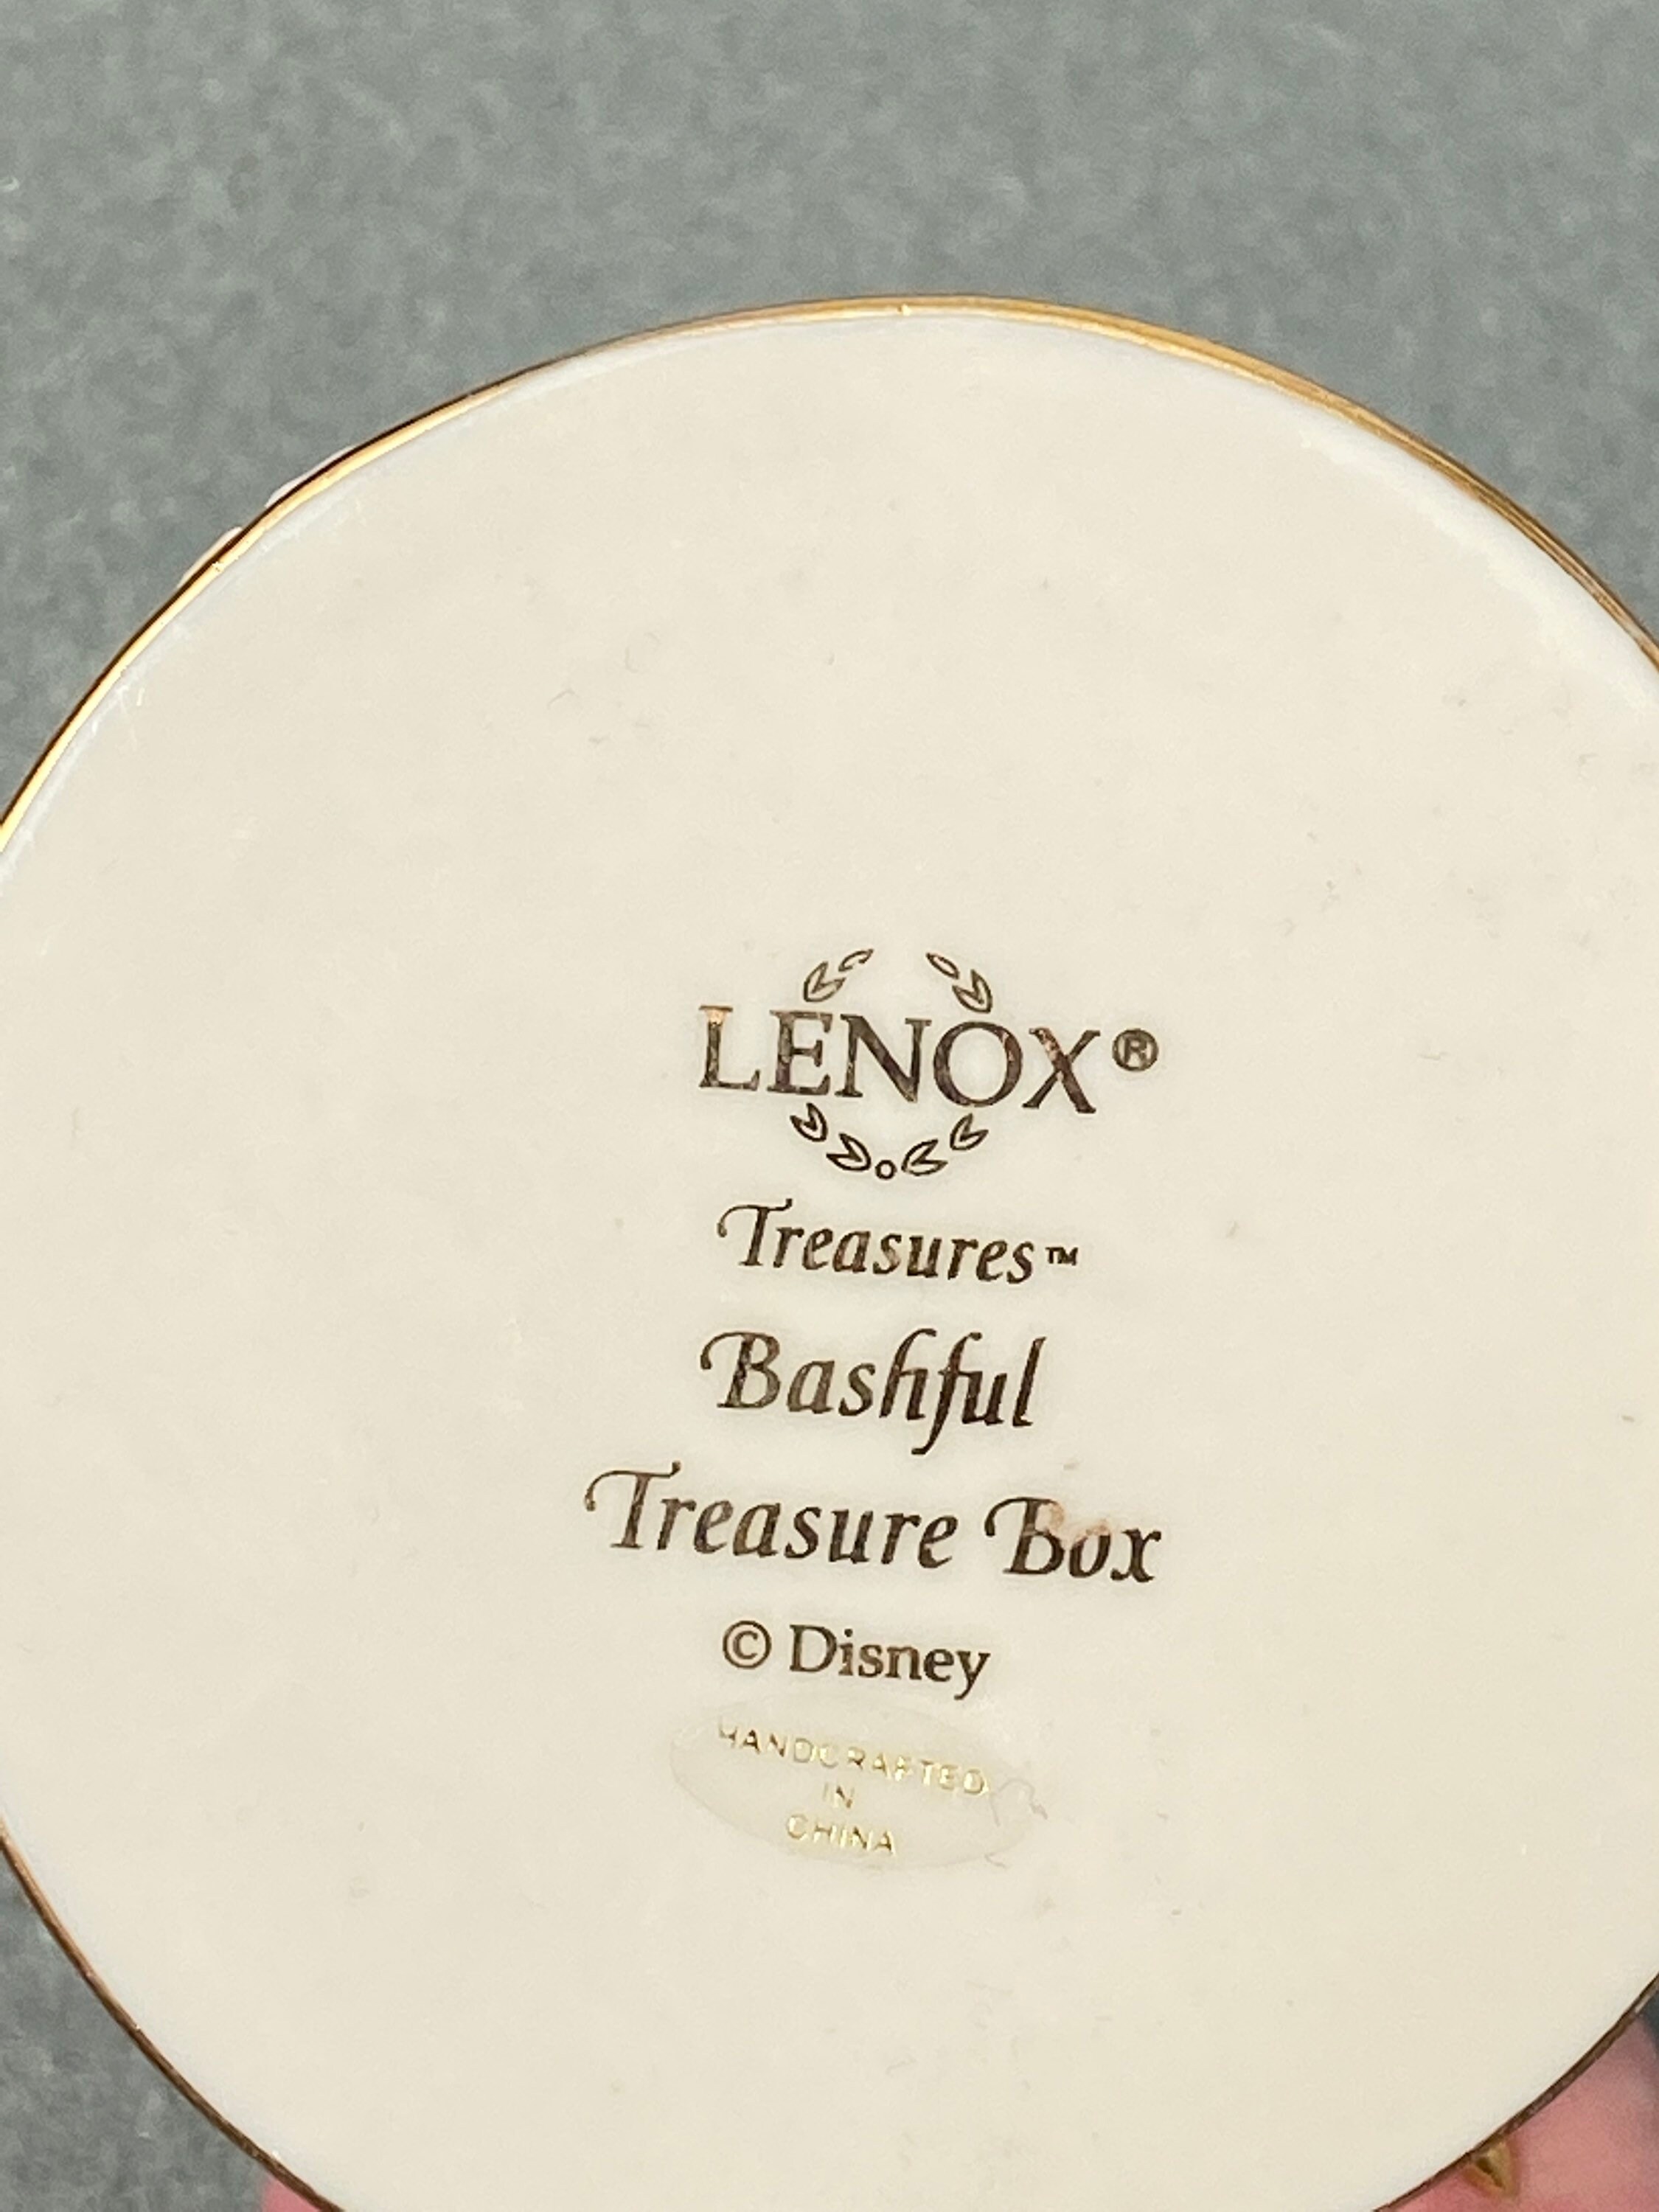 LENOX®
Treasures™
Bashful
Treasure Box
© Disney
HANDCRAFTED
IN
CHINA